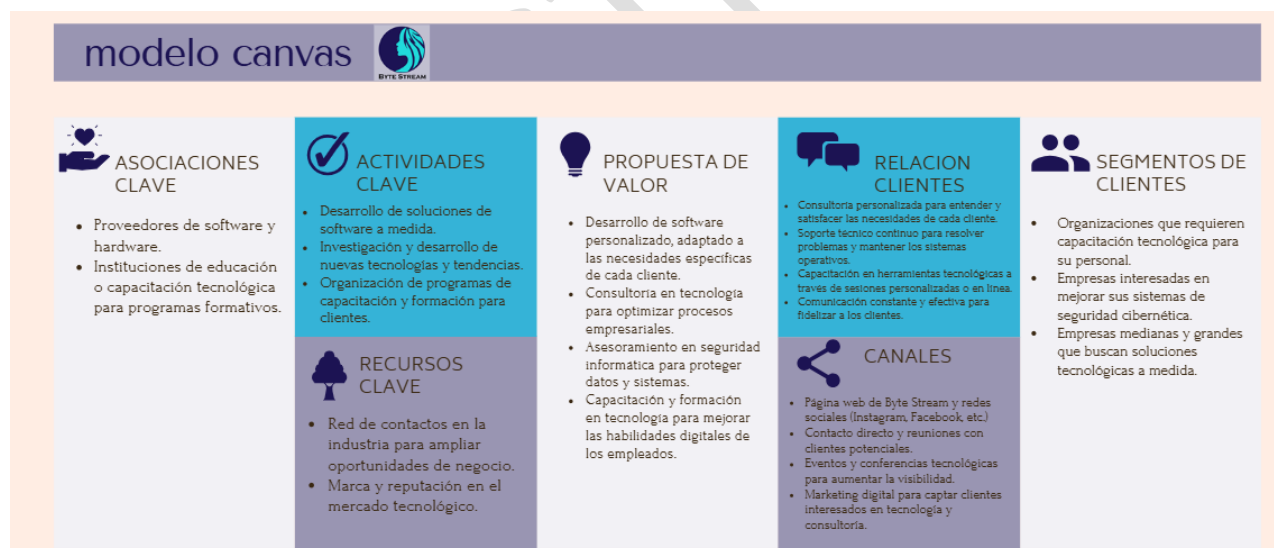 modelo canvas
BYTE STREAM
ASOCIACIONES
CLAVE
• Proveedores de software y
hardware.
• Instituciones de educación
o capacitación tecnológica
para programas formativos.
ACTIVIDADES
CLAVE
• Desarrollo de soluciones de
software a medida.
• Investigación y desarrollo de
nuevas tecnologías y tendencias.
• Organización de programas de
capacitación y formación para
clientes.
RECURSOS
CLAVE
• Red de contactos en la
industria para ampliar
oportunidades de negocio.
• Marca y reputación en el
mercado tecnológico.
PROPUESTA DE
VALOR
• Desarrollo de software
personalizado, adaptado a
las necesidades específicas
de cada cliente.
• Consultoría en tecnología
para optimizar procesos
empresariales.
• Asesoramiento en seguridad
informática para proteger
datos y sistemas.
• Capacitación y formación
en tecnología para mejorar
las habilidades digitales de
los empleados.
RELACION
CLIENTES
• Consultoría personalizada para entender y
satisfacer las necesidades de cada cliente.
• Soporte técnico continuo para resolver
problemas y mantener los sistemas
operativos.
• Capacitación en herramientas tecnológicas a
través de sesiones personalizadas o en línea.
• Comunicación constante y efectiva para
fidelizar a los clientes.
CANALES
• Página web de Byte Stream y redes
sociales (Instagram, Facebook, etc.)
• Contacto directo y reuniones con
clientes potenciales.
• Eventos y conferencias tecnológicas
para aumentar la visibilidad.
• Marketing digital para captar clientes
interesados en tecnología y
consultoría.
SEGMENTOS DE
CLIENTES
• Organizaciones que requieren
capacitación tecnológica para
su personal.
• Empresas interesadas en
mejorar sus sistemas de
seguridad cibernética.
• Empresas medianas y grandes
que buscan soluciones
tecnológicas a medida.